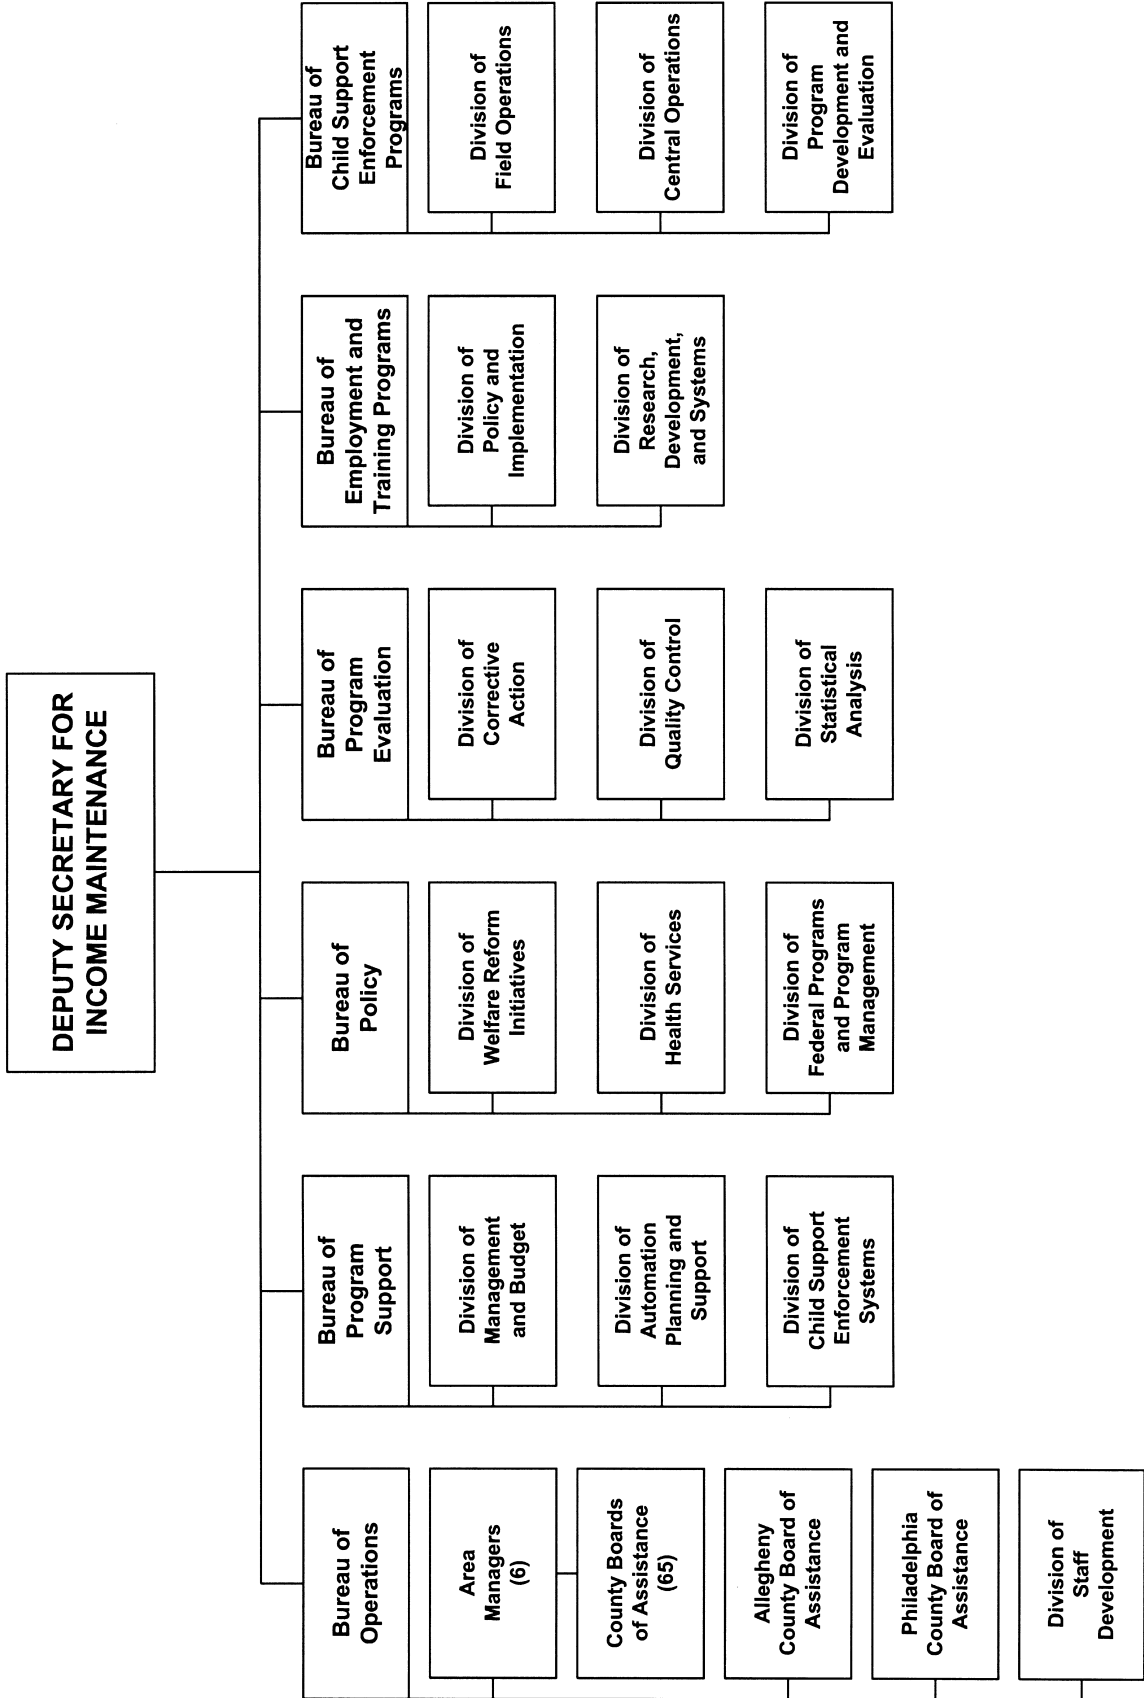 DEPUTY SECRETARY FOR
INCOME MAINTENANCE
Bureau of
Operations
Area
Managers
(6)
County Boards
of Assistance
(65)
Allegheny
County Board of
Assistance
Philadelphia
County Board of
Assistance
Division of
Staff
Development
Bureau of
Program
Support
Division of
Management
and Budget
Division of
Automation
Planning and
Support
Division of
Child Support
Enforcement
Systems
Bureau of
Policy
Division of
Welfare Reform
Initiatives
Division of
Health Services
Division of
Federal Programs
and Program
Management
Bureau of
Program
Evaluation
Division of
Corrective
Action
Division of
Quality Control
Division of
Statistical
Analysis
Bureau of
Employment and
Training Programs
Division of
Policy and
Implementation
Division of
Research,
Development,
and Systems
Bureau of
Child Support
Enforcement
Programs
Division of
Field Operations
Division of
Central Operations
Division of
Program
Development and
Evaluation